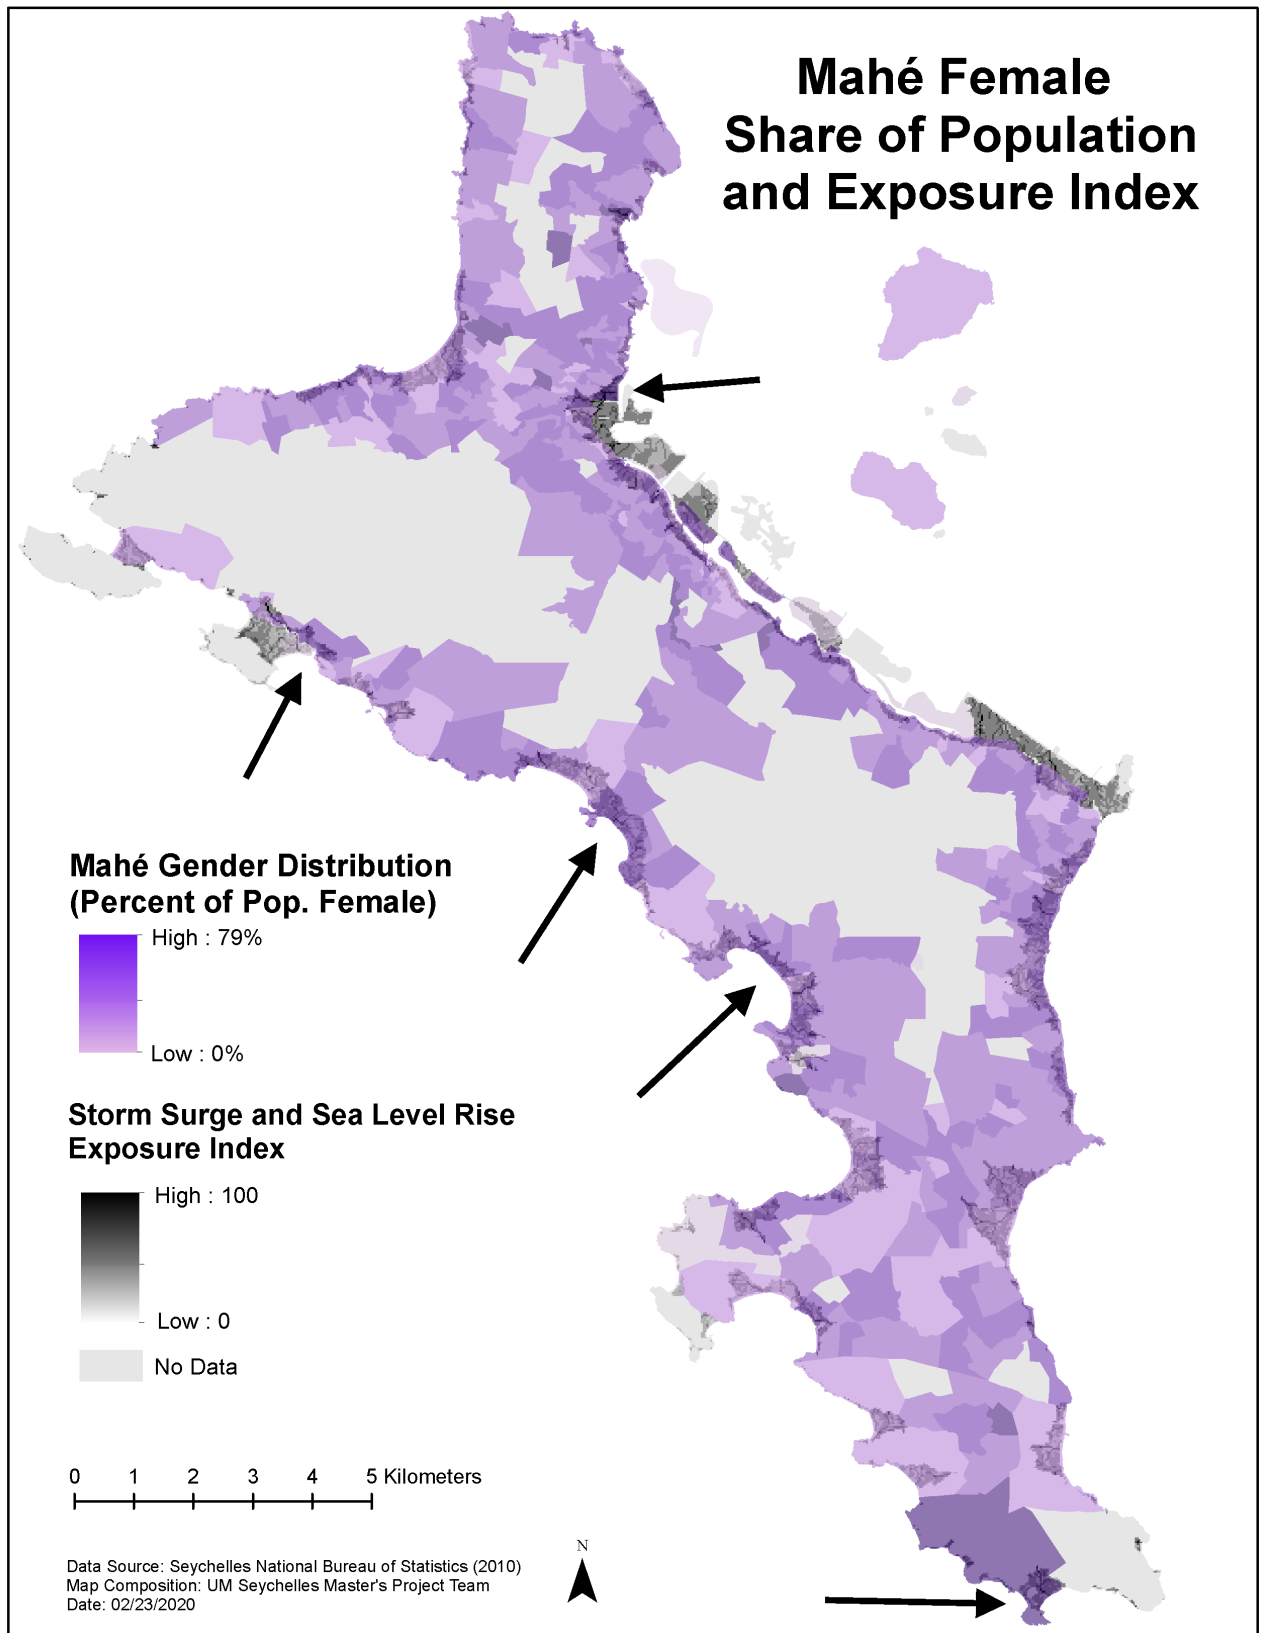 Mahé Female
Share of Population
and Exposure Index
Mahé Gender Distribution
(Percent of Pop. Female)
High : 79%
Low : 0%
Storm Surge and Sea Level Rise
Exposure Index
High : 100
Low : 0
No Data
0 1 2 3 4 5 Kilometers
N
Data Source: Seychelles National Bureau of Statistics (2010)
Map Composition: UM Seychelles Master's Project Team
Date: 02/23/2020